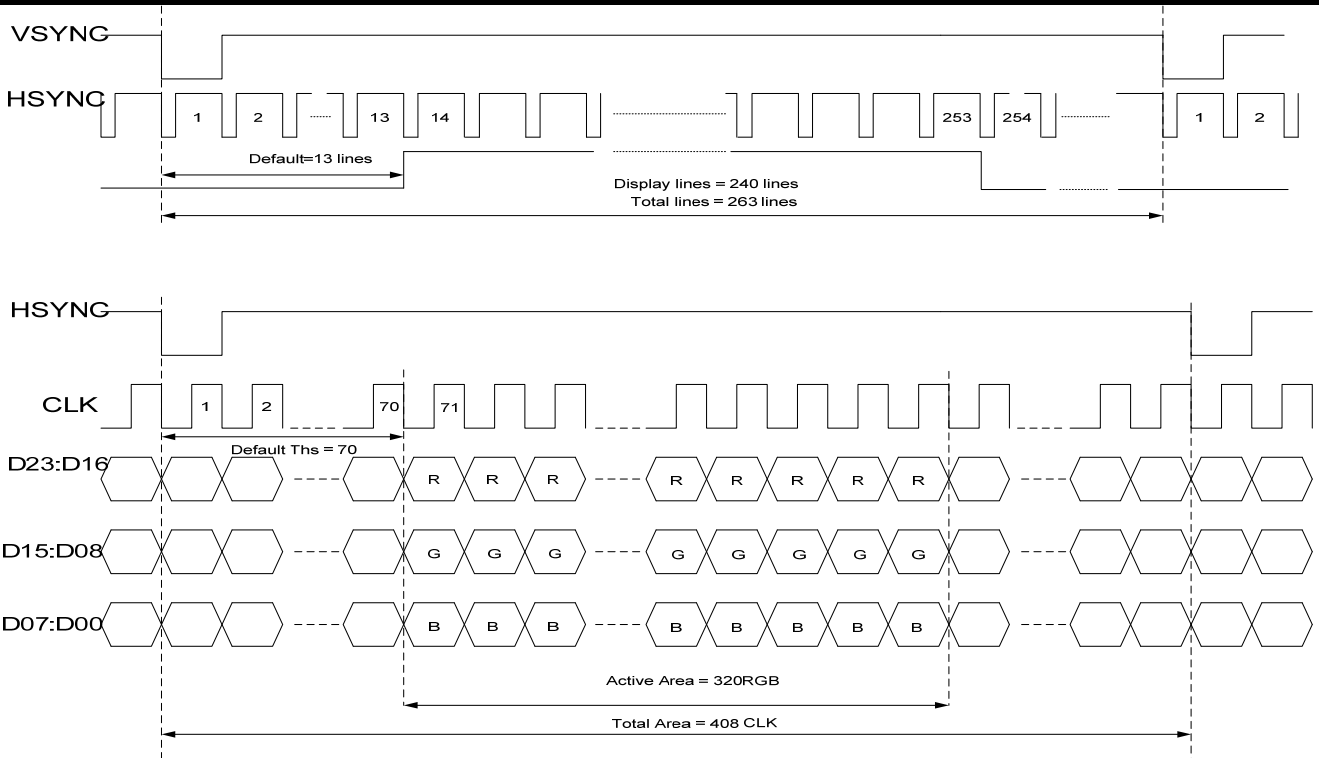 VSYNC
HSYNC
1 2 ...... 13 14 253 254 1 2
Default=13 lines
Display lines = 240 lines
Total lines = 263 lines
HSYNC
CLK
1 2 70 71
Default Ths = 70
D23:D16
R R R R R R R R
D15:D08
G G G G G G G G
D07:D00
B B B B B B B B
Active Area = 320RGB
Total Area = 408 CLK